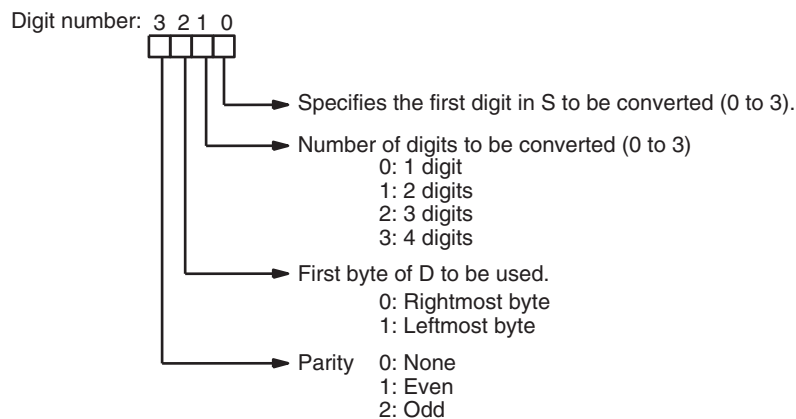 Digit number: 3 2 1 0
Specifies the first digit in S to be converted (0 to 3).
Number of digits to be converted (0 to 3)
0: 1 digit
1: 2 digits
2: 3 digits
3: 4 digits
First byte of D to be used.
0: Rightmost byte
1: Leftmost byte
Parity 0: None
1: Even
2: Odd